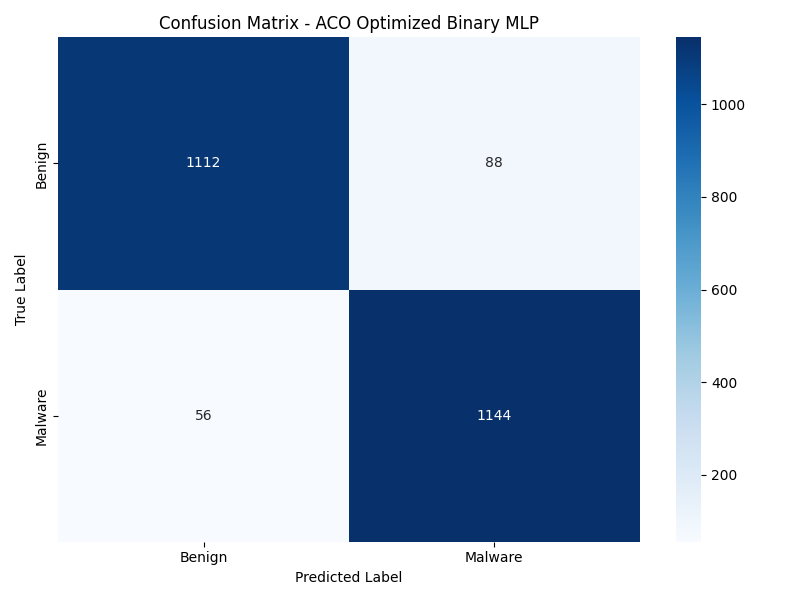 Confusion Matrix - ACO Optimized Binary MLP
True Label
Benign
Malware
1112
88
56
1144
Benign
Malware
Predicted Label
1000
800
600
400
200